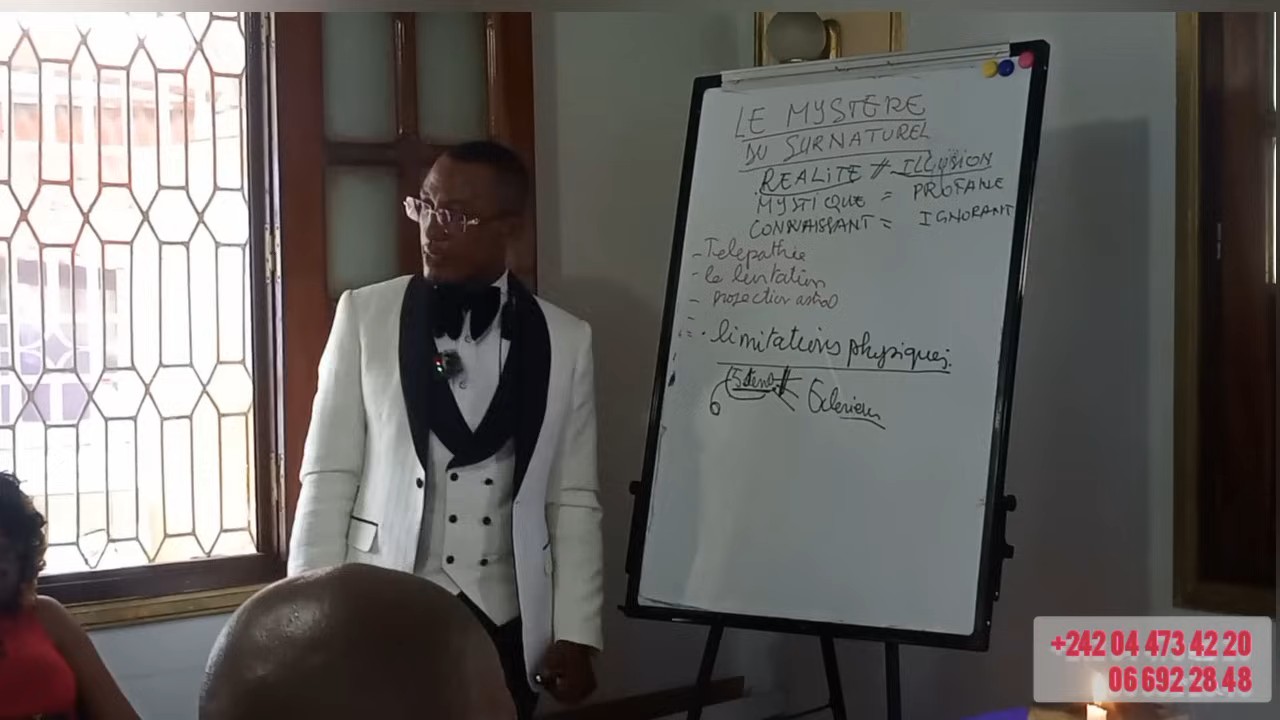 LE MYSTERE
DU SURNATUREL
REALITE # ILLUSION
MYSTIQUE = PROFANE
CONNAISSANT = IGNORANT
- Telepathie
- la levitation
- projection astral
- limitations physiques
6
+242 04 473 42 20
06 692 28 48